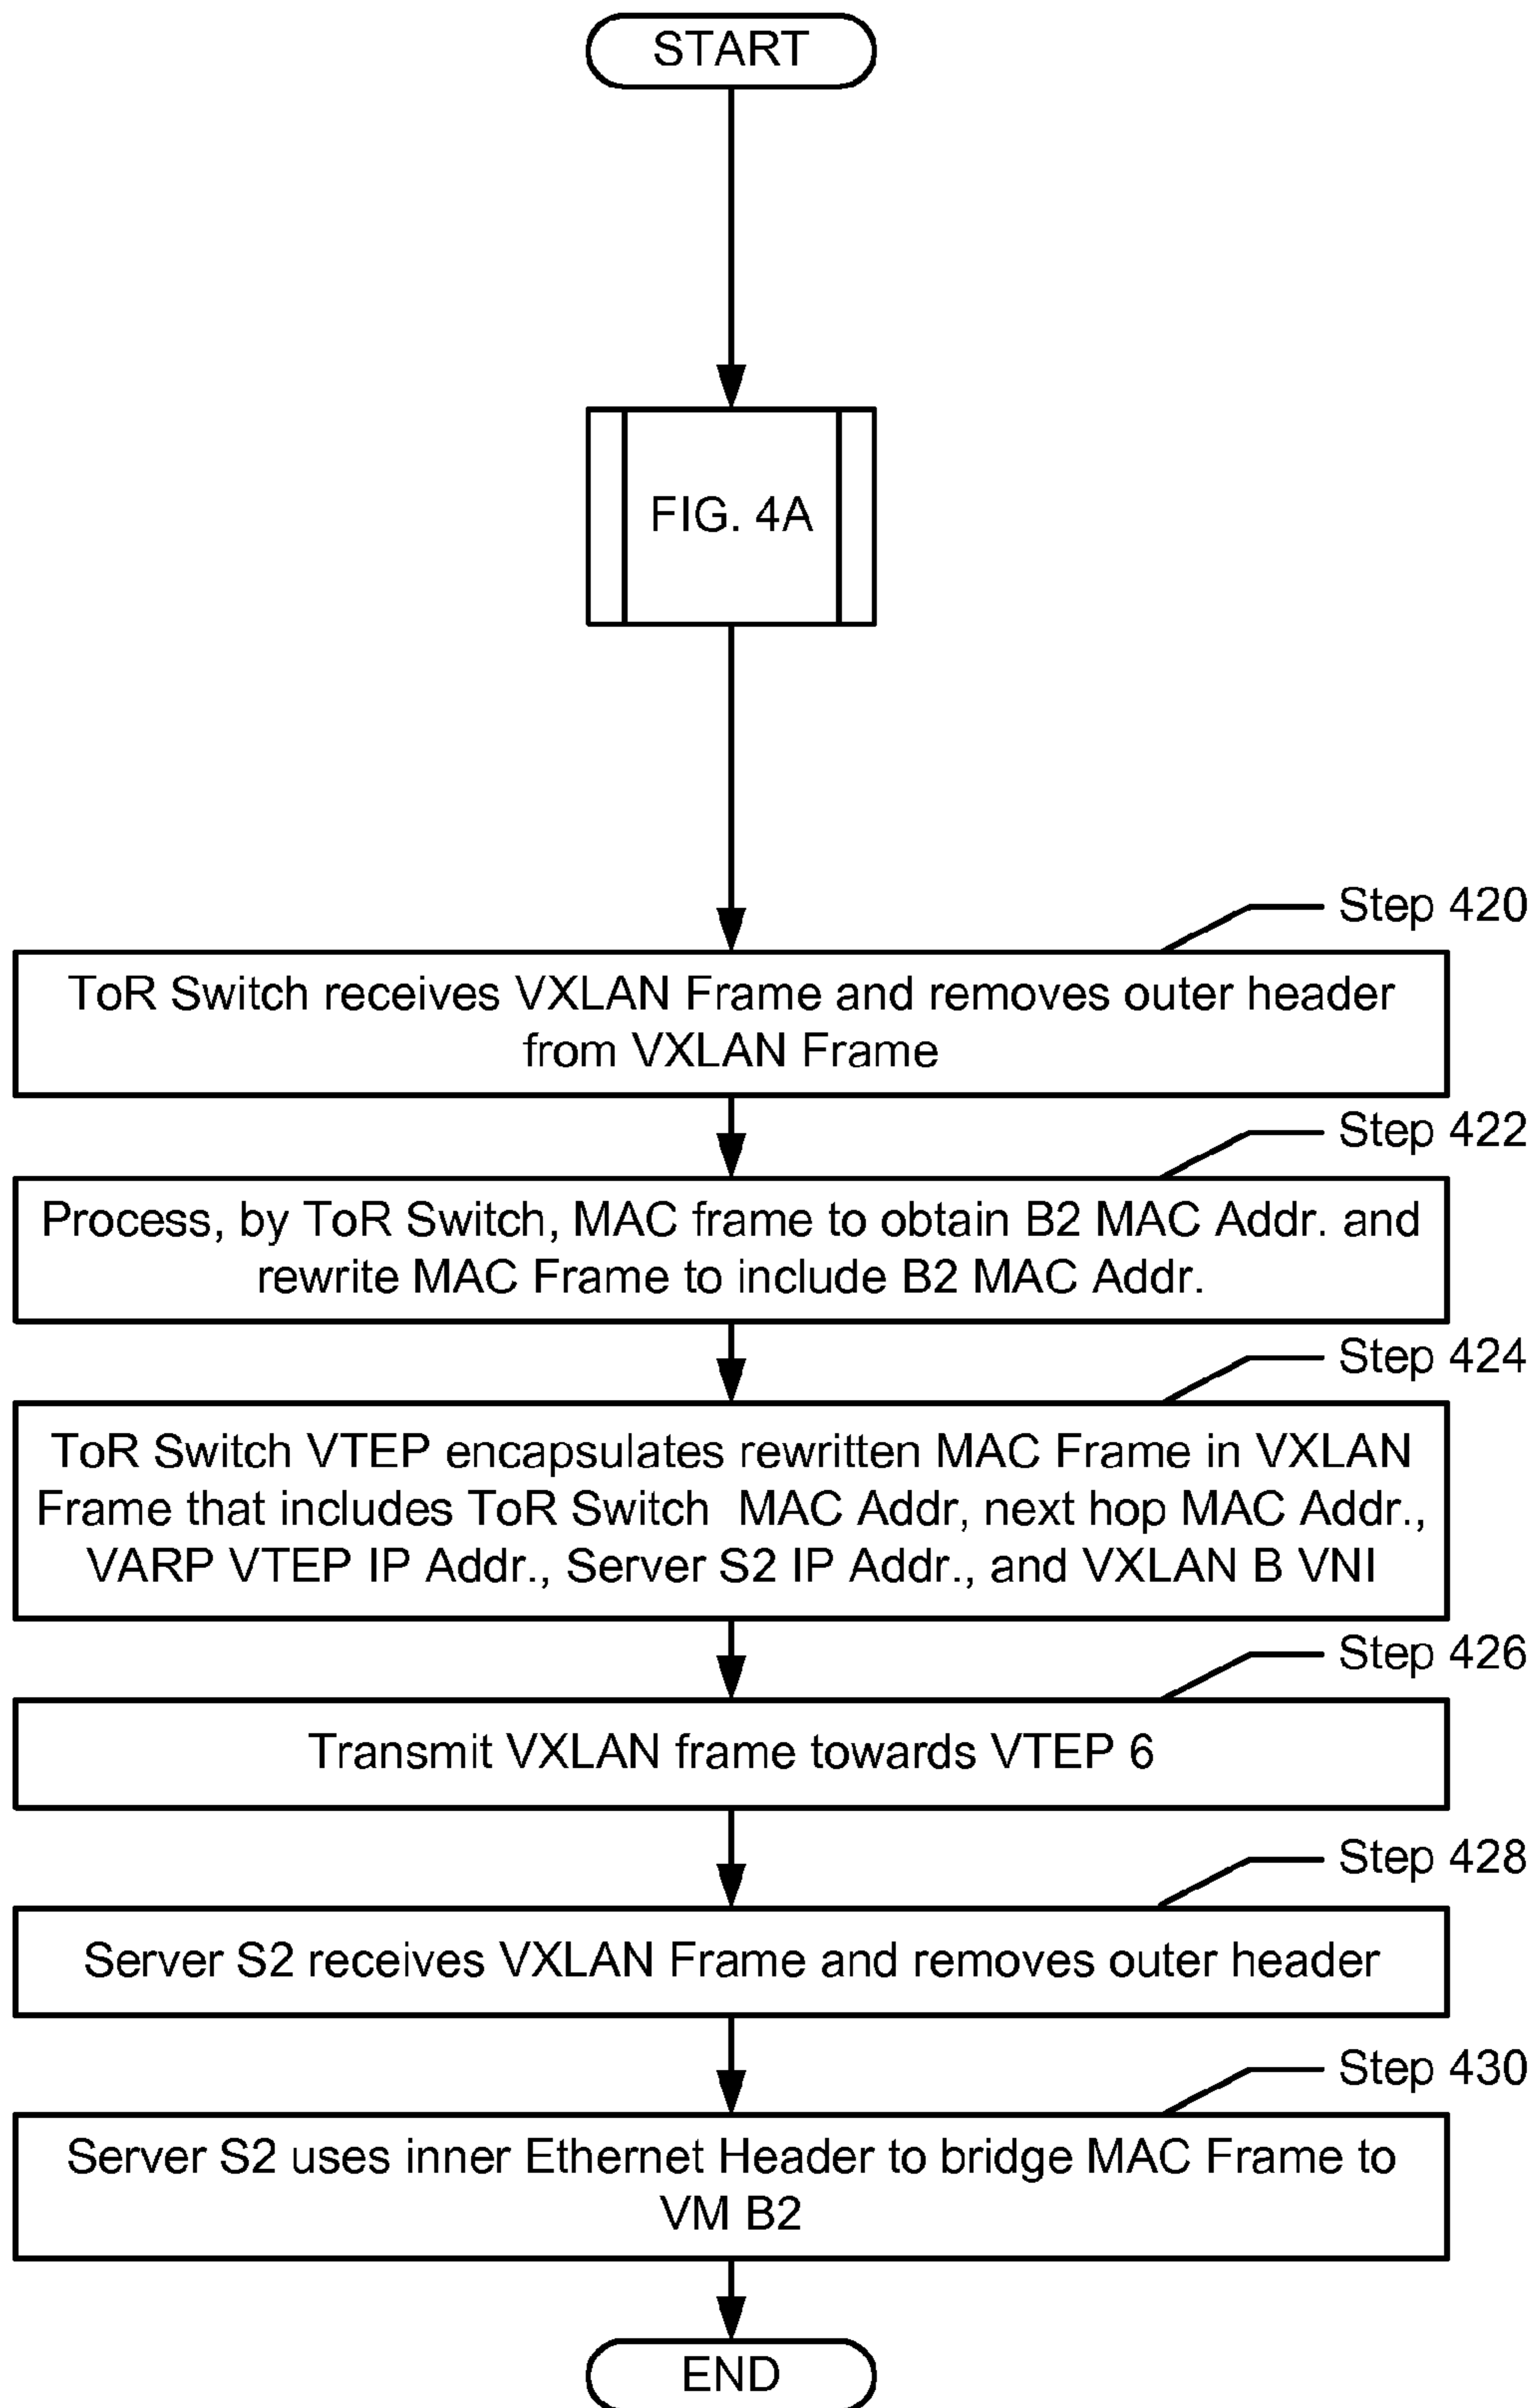 START
FIG. 4A
Step 420
ToR Switch receives VXLAN Frame and removes outer header
from VXLAN Frame
Step 422
Process, by ToR Switch, MAC frame to obtain B2 MAC Addr. and
rewrite MAC Frame to include B2 MAC Addr.
Step 424
ToR Switch VTEP encapsulates rewritten MAC Frame in VXLAN
Frame that includes ToR Switch MAC Addr, next hop MAC Addr.,
VARP VTEP IP Addr., Server S2 IP Addr., and VXLAN B VNI
Step 426
Transmit VXLAN frame towards VTEP 6
Step 428
Server S2 receives VXLAN Frame and removes outer header
Step 430
Server S2 uses inner Ethernet Header to bridge MAC Frame to
VM B2
END